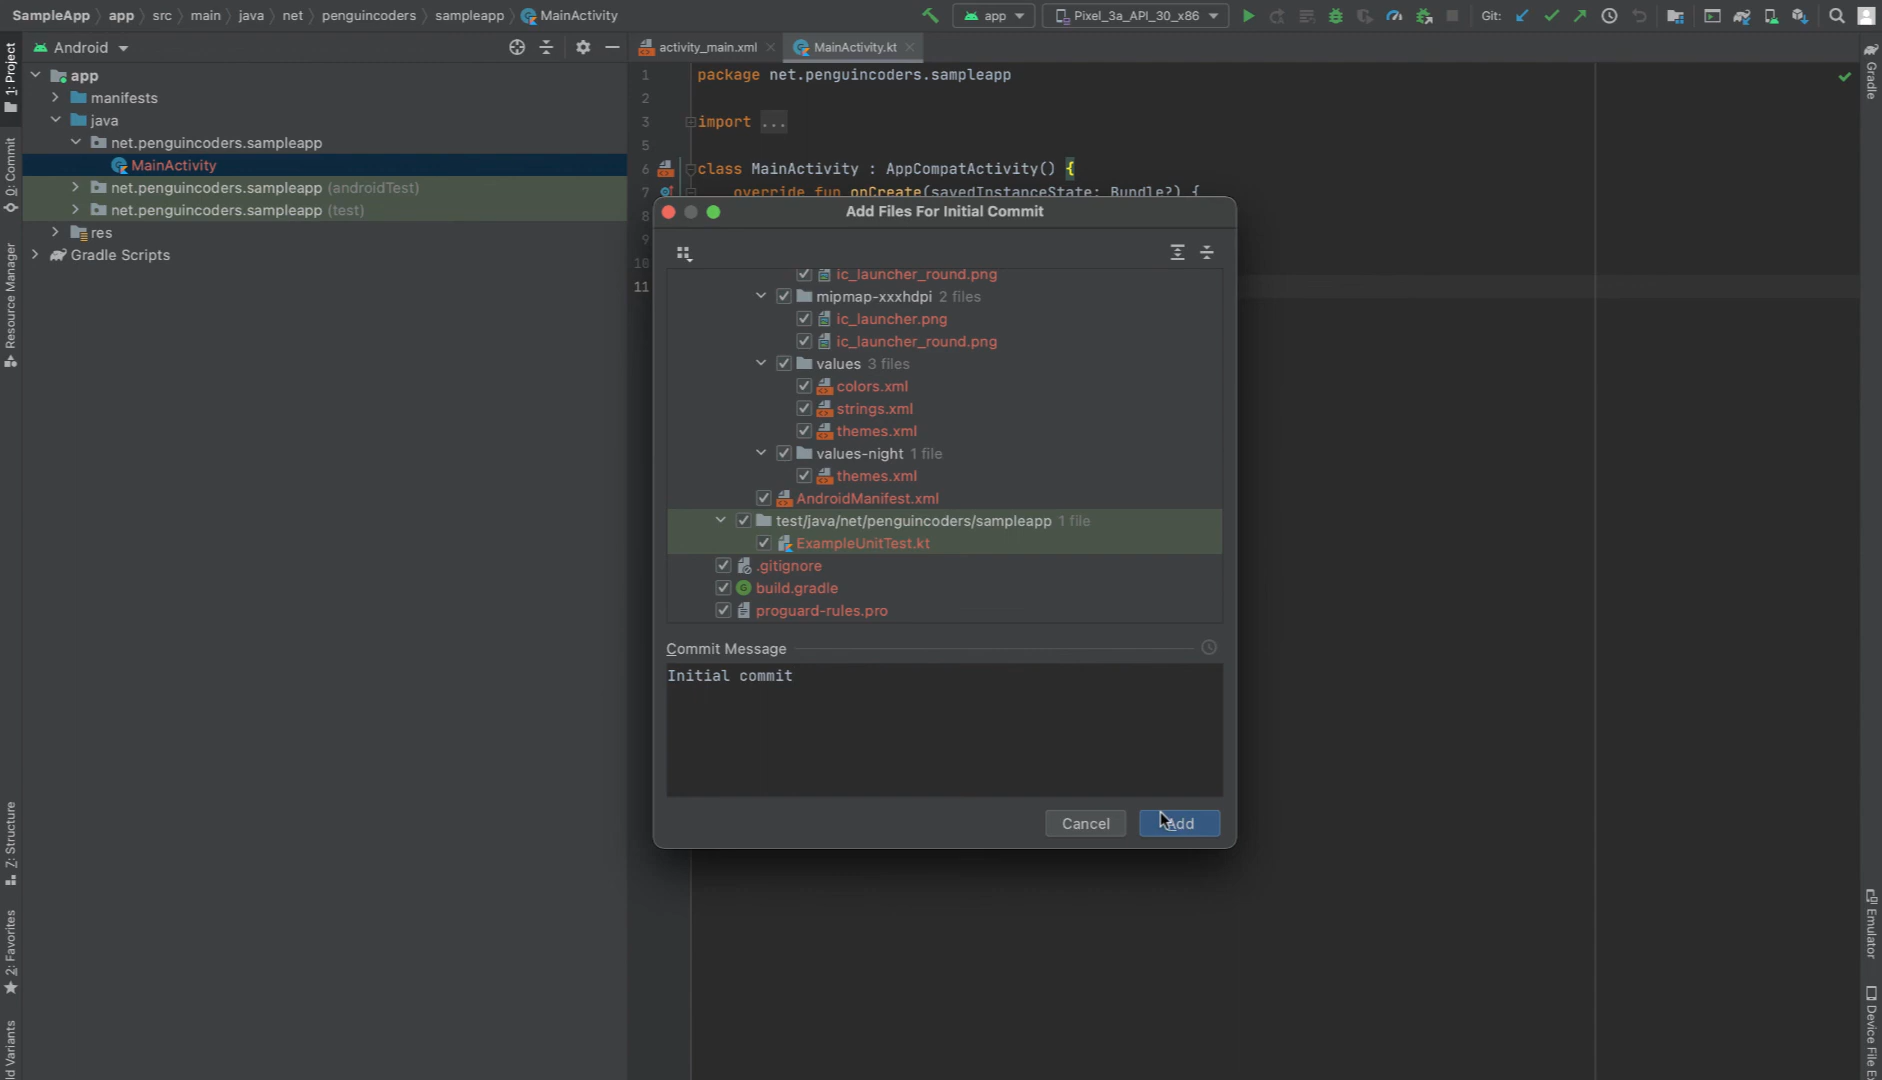 SampleApp app src main java net penguincoders sampleapp MainActivity
app Pixel_3a_API_30_x86 Git:
1: Project
0: Commit
Resource Manager
7: Structure
2: Favorites
ld Variants
Android
app
manifests
java
net.penguincoders.sampleapp
MainActivity
net.penguincoders.sampleapp (androidTest)
net.penguincoders.sampleapp (test)
res
Gradle Scripts
activity_main.xml MainActivity.kt
1 package net.penguincoders.sampleapp
2
3 import ...
5
6 class MainActivity : AppCompatActivity() {
7 override fun onCreate(savedInstanceState: Bundle?) {
8
9
10
11
Add Files For Initial Commit
ic_launcher_round.png
mipmap-xxxhdpi 2 files
ic_launcher.png
ic_launcher_round.png
values 3 files
colors.xml
strings.xml
themes.xml
values-night 1 file
themes.xml
AndroidManifest.xml
test/java/net/penguincoders/sampleapp 1 file
ExampleUnitTest.kt
.gitignore
build.gradle
proguard-rules.pro
Commit Message
Initial commit
Cancel Add
Gradle
Emulator
Device File Ex